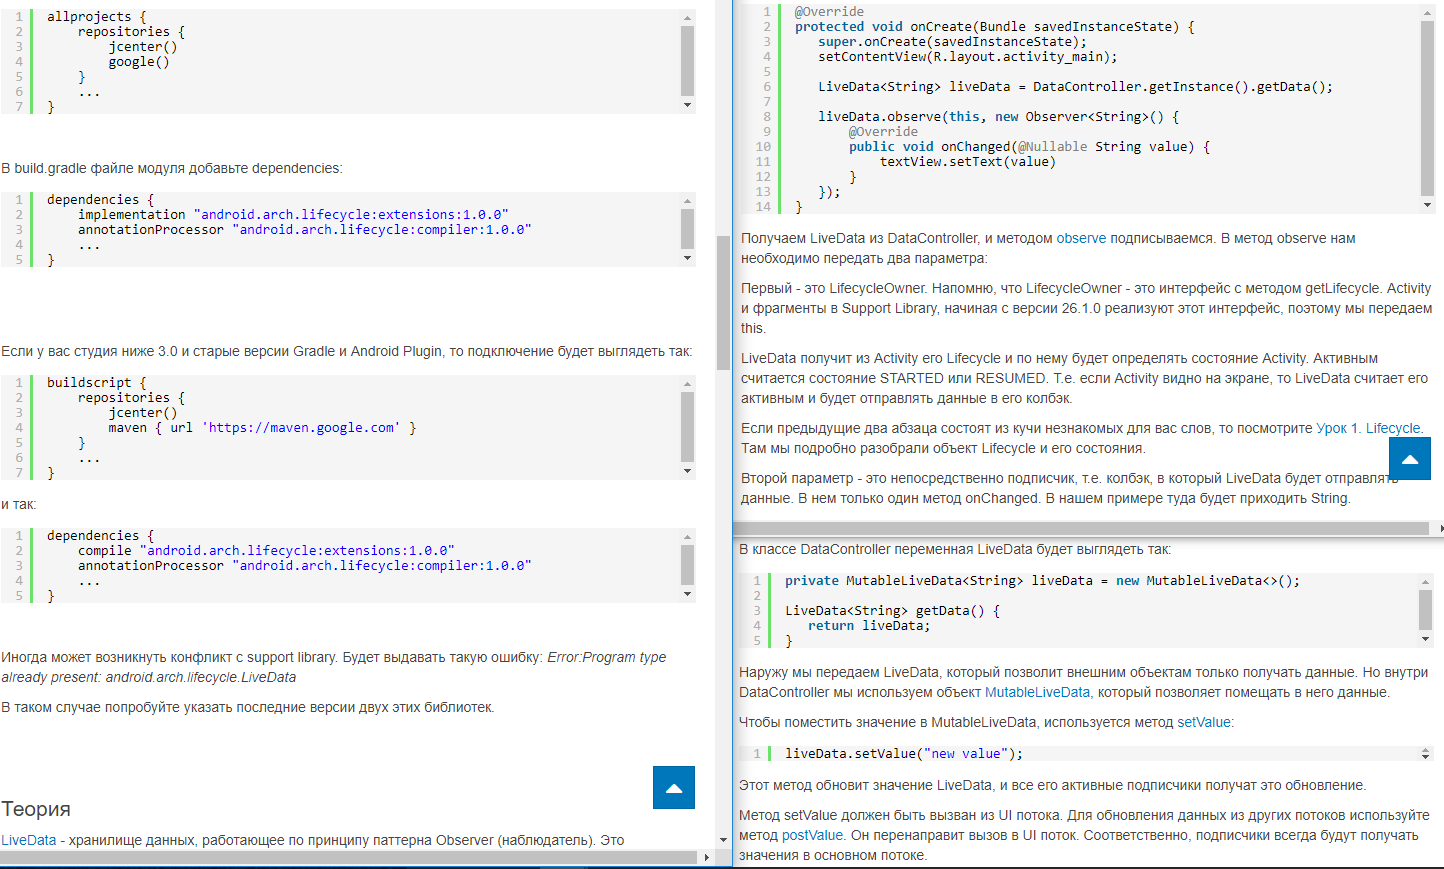 1 allprojects {
2 repositories {
3 jcenter()
4 google()
5 }
6 ...
7 }
В build.gradle файле модуля добавьте dependencies:
1 dependencies {
2 implementation "android.arch.lifecycle:extensions:1.0.0"
3 annotationProcessor "android.arch.lifecycle:compiler:1.0.0"
4 ...
5 }
Если у вас студия ниже 3.0 и старые версии Gradle и Android Plugin, то подключение будет выглядеть так:
1 buildscript {
2 repositories {
3 jcenter()
4 maven { url 'https://maven.google.com' }
5 }
6 ...
7 }
и так:
1 dependencies {
2 compile "android.arch.lifecycle:extensions:1.0.0"
3 annotationProcessor "android.arch.lifecycle:compiler:1.0.0"
4 ...
5 }
Иногда может возникнуть конфликт с support library. Будет выдавать такую ошибку: Error:Program type
already present: android.arch.lifecycle.LiveData
В таком случае попробуйте указать последние версии двух этих библиотек.
Теория
LiveData - хранилище данных, работающее по принципу паттерна Observer (наблюдатель). Это
1 @Override
2 protected void onCreate(Bundle savedInstanceState) {
3 super.onCreate(savedInstanceState);
4 setContentView(R.layout.activity_main);
5
6 LiveData<String> liveData = DataController.getInstance().getData();
7
8 liveData.observe(this, new Observer<String>() {
9 @Override
10 public void onChanged(@Nullable String value) {
11 textView.setText(value)
12 }
13 });
14 }
Получаем LiveData из DataController, и методом observe подписываемся. В метод observe нам
необходимо передать два параметра:
Первый - это LifecycleOwner. Напомню, что LifecycleOwner - это интерфейс с методом getLifecycle. Activity
и фрагменты в Support Library, начиная с версии 26.1.0 реализуют этот интерфейс, поэтому мы передаем
this.
LiveData получит из Activity его Lifecycle и по нему будет определять состояние Activity. Активным
считается состояние STARTED или RESUMED. Т.е. если Activity видно на экране, то LiveData считает его
активным и будет отправлять данные в его колбэк.
Если предыдущие два абзаца состоят из кучи незнакомых для вас слов, то посмотрите Урок 1. Lifecycle.
Там мы подробно разобрали объект Lifecycle и его состояния.
Второй параметр - это непосредственно подписчик, т.е. колбэк, в который LiveData будет отправлять
данные. В нем только один метод onChanged. В нашем примере туда будет приходить String.
В классе DataController переменная LiveData будет выглядеть так:
1 private MutableLiveData<String> liveData = new MutableLiveData<>();
2
3 LiveData<String> getData() {
4 return liveData;
5 }
Наружу мы передаем LiveData, который позволит внешним объектам только получать данные. Но внутри
DataController мы используем объект MutableLiveData, который позволяет помещать в него данные.
Чтобы поместить значение в MutableLiveData, используется метод setValue:
1 liveData.setValue("new value");
Этот метод обновит значение LiveData, и все его активные подписчики получат это обновление.
Метод setValue должен быть вызван из UI потока. Для обновления данных из других потоков используйте
метод postValue. Он перенаправит вызов в UI поток. Соответственно, подписчики всегда будут получать
значения в основном потоке.